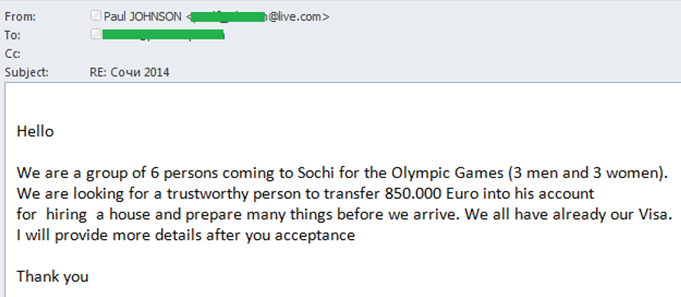 From: Paul JOHNSON < @live.com>
To:
Cc:
Subject: RE: Сочи 2014
Hello
We are a group of 6 persons coming to Sochi for the Olympic Games (3 men and 3 women).
We are looking for a trustworthy person to transfer 850.000 Euro into his account
for hiring a house and prepare many things before we arrive. We all have already our Visa.
I will provide more details after you acceptance
Thank you